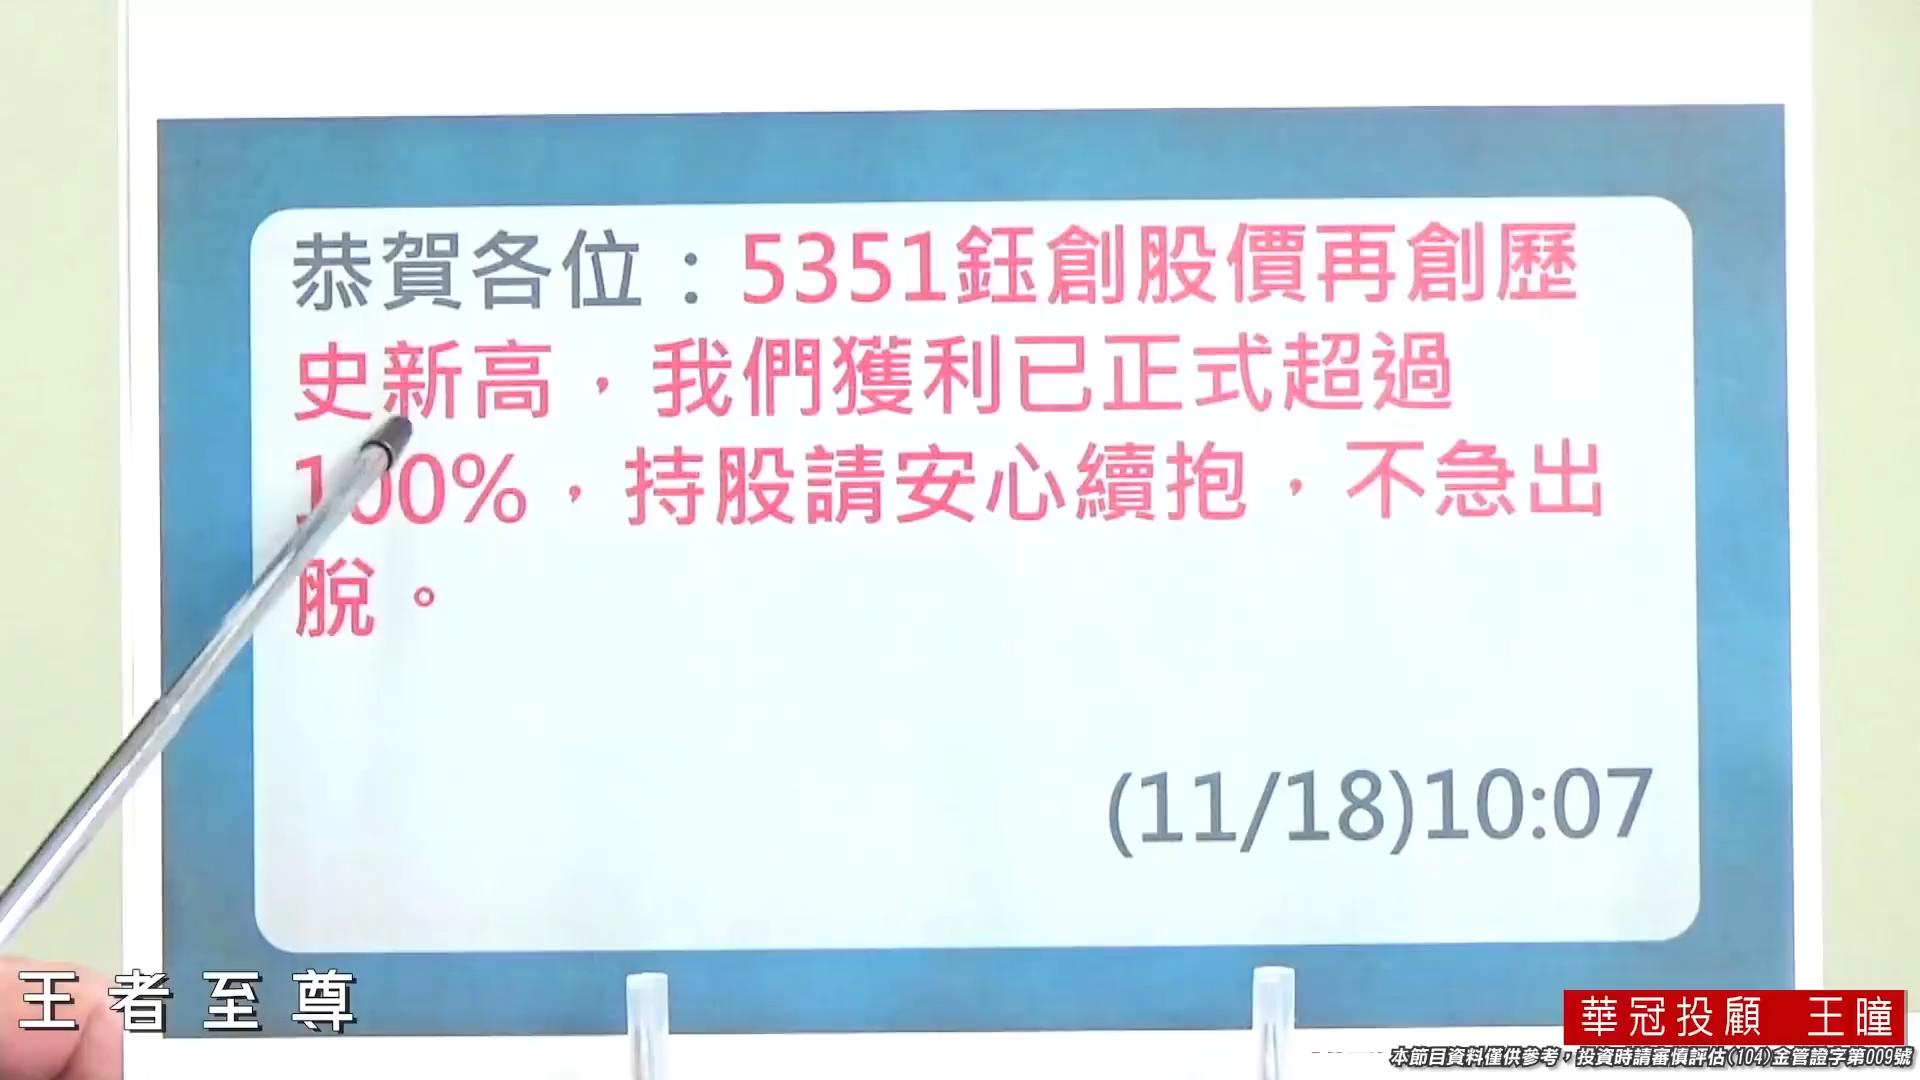 恭賀各位：5351鈺創股價再創歷
史新高，我們獲利已正式超過
100%，持股請安心續抱，不急出
脫。
(11/18)10:07
王者至尊
華冠投顧 王瞳
本節目資料僅供參考，投資時請審慎評估(104)金管證字第009號